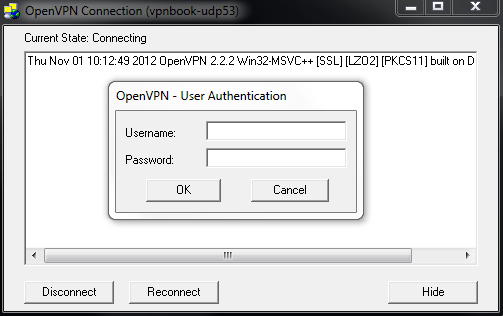 OpenVPN Connection (vpnbook-udp53)
Current State: Connecting
Thu Nov 01 10:12:49 2012 OpenVPN 2.2.2 Win32-MSVC++ [SSL] [LZO2] [PKCS11] built on D
OpenVPN - User Authentication
Username:
Password:
OK Cancel
Disconnect Reconnect Hide